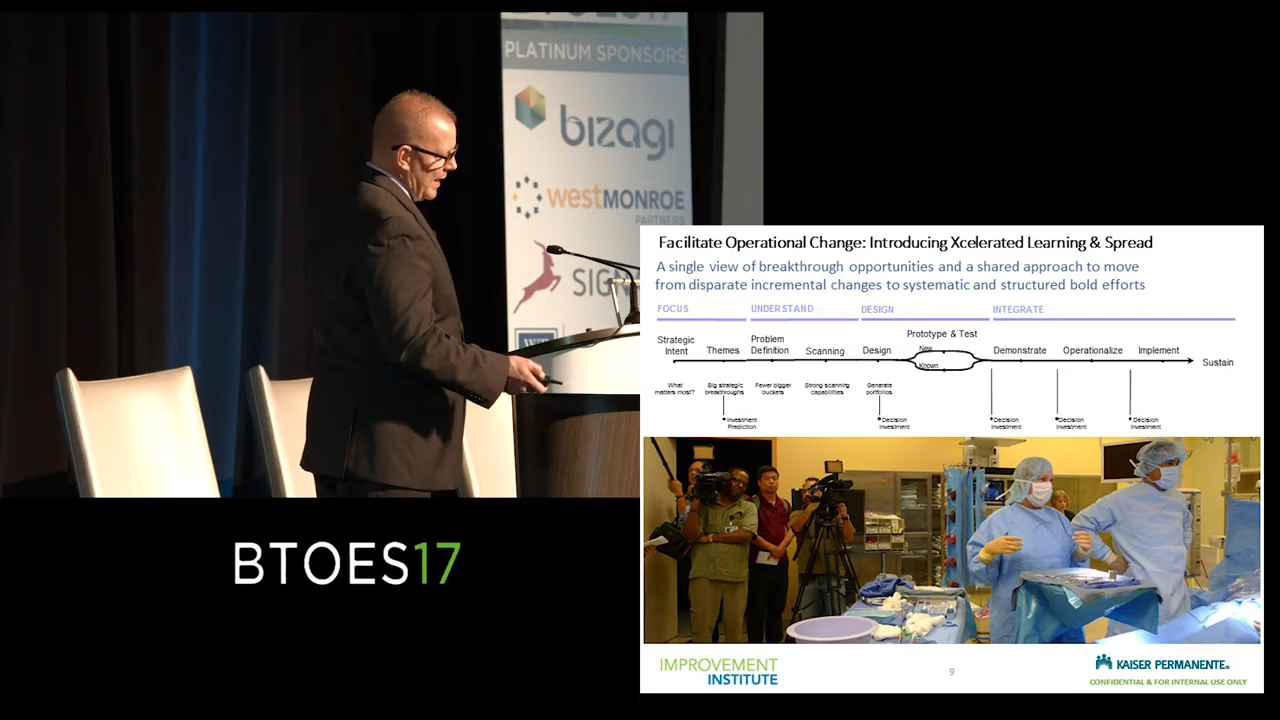 PLATINUM SPONSORS
bizagi
westMONROE
PARTNERS
BTOES17
Facilitate Operational Change: Introducing Xcelerated Learning & Spread
A single view of breakthrough opportunities and a shared approach to move
from disparate incremental changes to systematic and structured bold efforts
FOCUS
UNDERSTAND
DESIGN
INTEGRATE
Strategic
Intent
Themes
Problem
Definition
Scanning
Design
Prototype & Test
New
Known
Demonstrate
Operationalize
Implement
Sustain
What
matters most?
Big strategic
breakthroughs
Fewer bigger
buckets
Strong scanning
capabilities
Generate
portfolios
Investment
Prediction
Decision
Investment
Decision
Investment
Decision
Investment
Decision
Investment
IMPROVEMENT
INSTITUTE
9
KAISER PERMANENTE®
CONFIDENTIAL & FOR INTERNAL USE ONLY